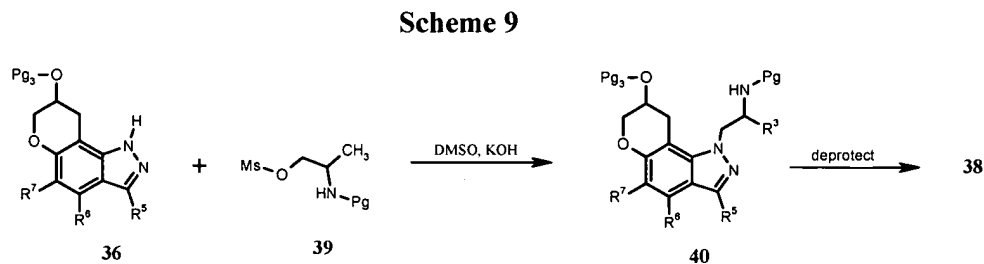 Scheme 9
Pg₃ O
H
N
N
O
R⁷
R⁶
R⁵
36
+
Ms
O
CH₃
HN
Pg
39
DMSO, KOH
Pg₃ O
HN Pg
R³
N
N
O
R⁷
R⁶
R⁵
40
deprotect
38